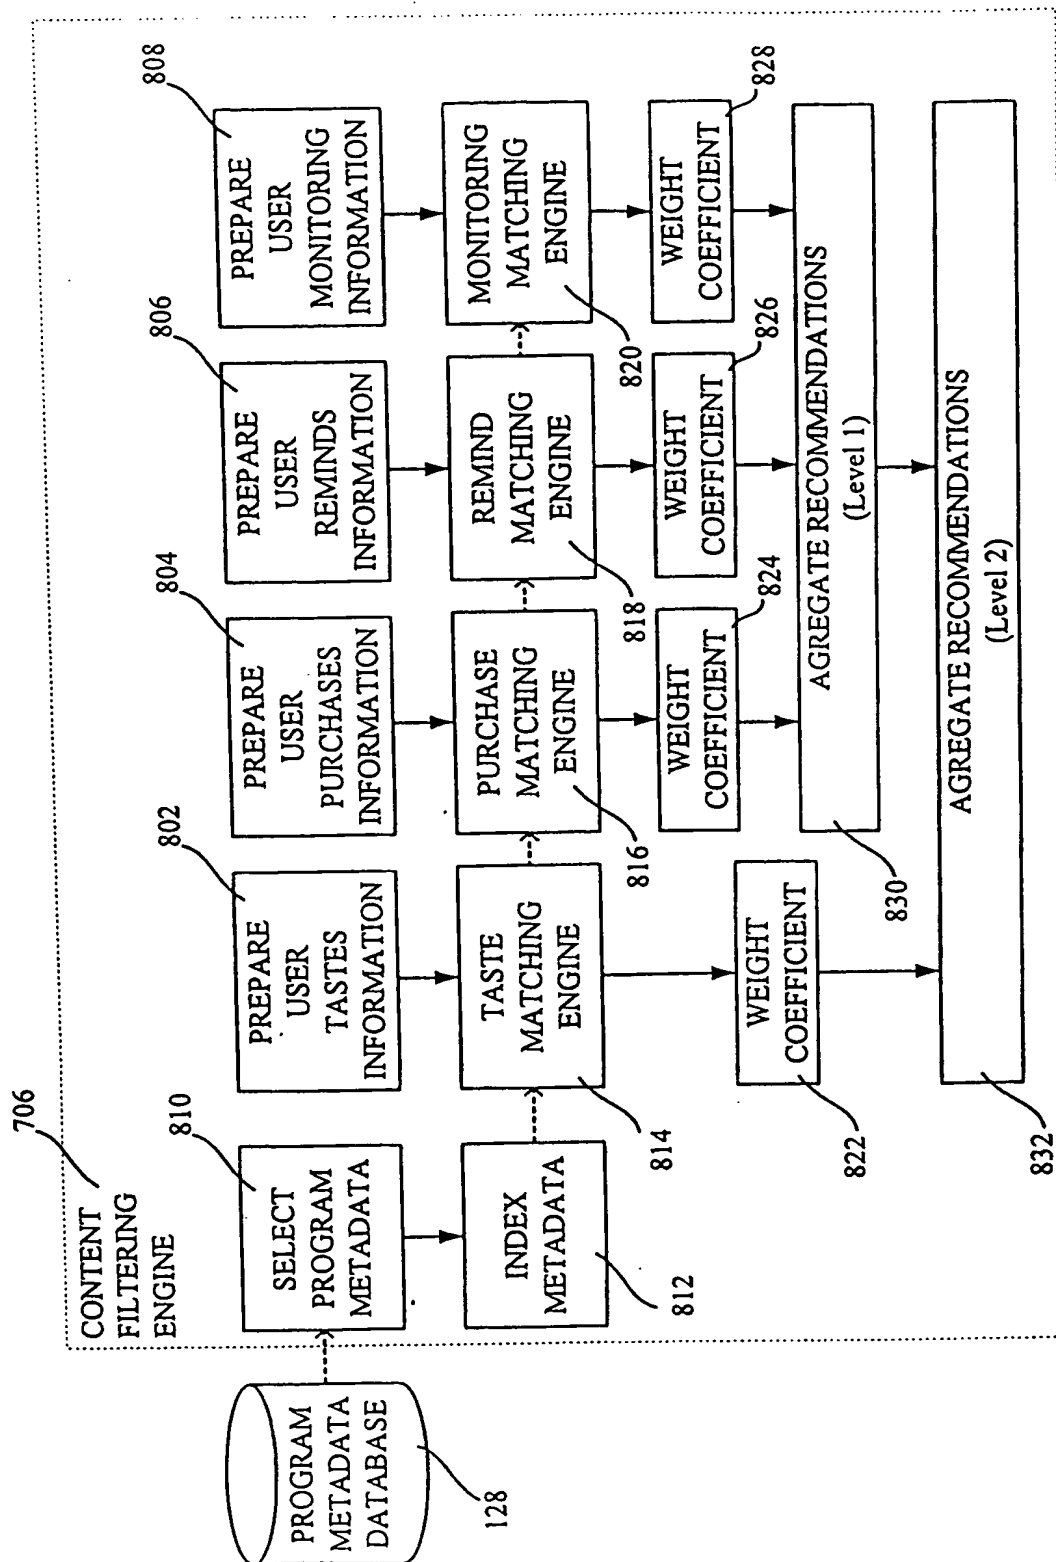 706
CONTENT
FILTERING
ENGINE
PROGRAM
METADATA
DATABASE
128
810
SELECT
PROGRAM
METADATA
802
PREPARE
USER
TASTES
INFORMATION
804
PREPARE
USER
PURCHASES
INFORMATION
806
PREPARE
USER
REMINDS
INFORMATION
808
PREPARE
USER
MONITORING
INFORMATION
INDEX
METADATA
812
TASTE
MATCHING
ENGINE
814
PURCHASE
MATCHING
ENGINE
816
REMIND
MATCHING
ENGINE
818
MONITORING
MATCHING
ENGINE
820
WEIGHT
COEFFICIENT
822
WEIGHT
COEFFICIENT
824
WEIGHT
COEFFICIENT
826
WEIGHT
COEFFICIENT
828
AGREGATE RECOMMENDATIONS
(Level 1)
830
AGREGATE RECOMMENDATIONS
(Level 2)
832